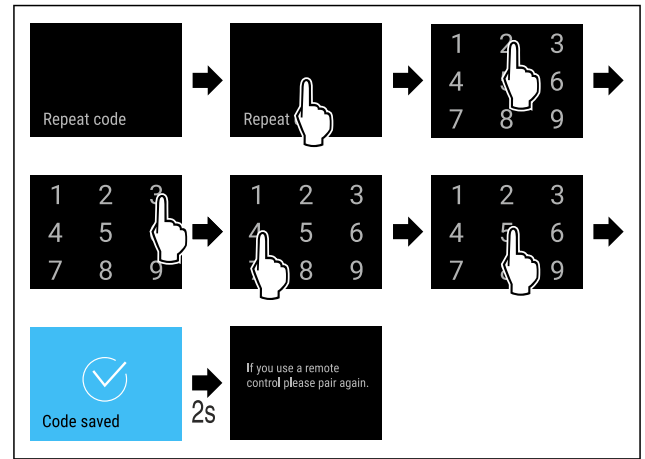 Repeat code
Repeat
1 2 3
4 6
7 8 9
1 2 3
4 5
7 8 9
1 2 3
4 5 6
8 9
1 2 3
4 5 6
7 9
Code saved
2s
If you use a remote
control please pair again.